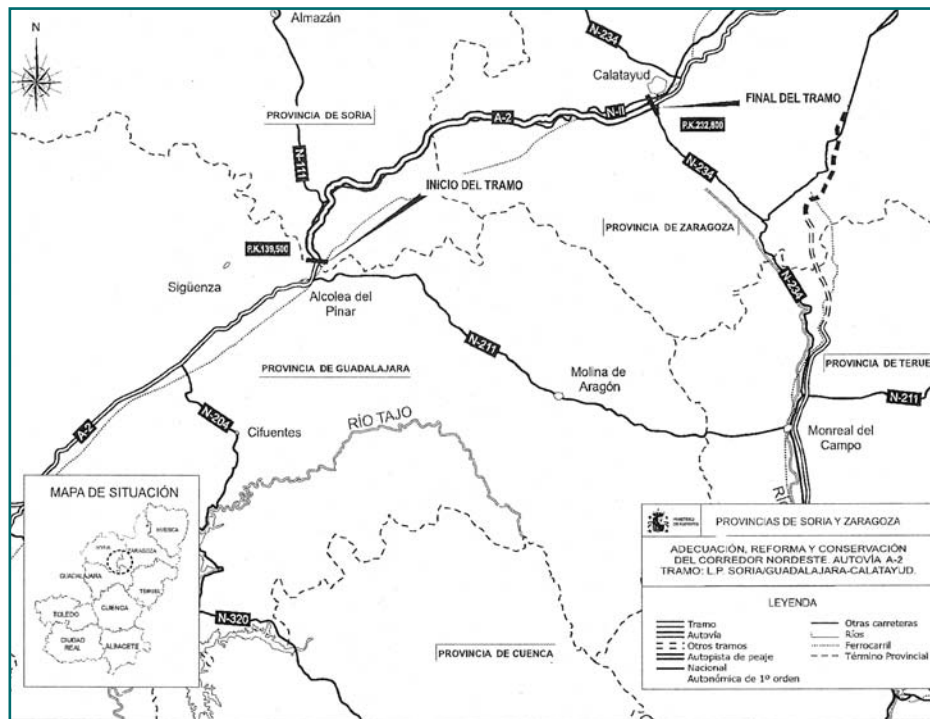 N
Almazán
N-234
Calatayud
FINAL DEL TRAMO
PROVINCIA DE SORIA
A-2
N-II
P.K.232,800
N-111
INICIO DEL TRAMO
N-234
PROVINCIA DE ZARAGOZA
P.K.139,500
Sigüenza
Alcolea del
Pinar
N-234
N-211
PROVINCIA DE GUADALAJARA
Molina de
Aragón
PROVINCIA DE TERUE
N-211
N-204
Cifuentes
RÍO TAJO
A-2
Monreal del
Campo
RÍO
MAPA DE SITUACIÓN
HUESCA
SORIA
ZARAGOZA
GUADALAJARA
TERUEL
CUENCA
TOLEDO
CIUDAD
REAL
ALBACETE
N-320
PROVINCIA DE CUENCA
PROVINCIAS DE SORIA Y ZARAGOZA
ADECUACIÓN, REFORMA Y CONSERVACIÓN
DEL CORREDOR NORDESTE. AUTOVÍA A-2
TRAMO: L.P. SORIA/GUADALAJARA-CALATAYUD.
LEYENDA
Tramo
Autovía
Otros tramos
Autopista de peaje
Nacional
Autonómica de 1º orden
Otras carreteras
Ríos
Ferrocarril
Término Provincial